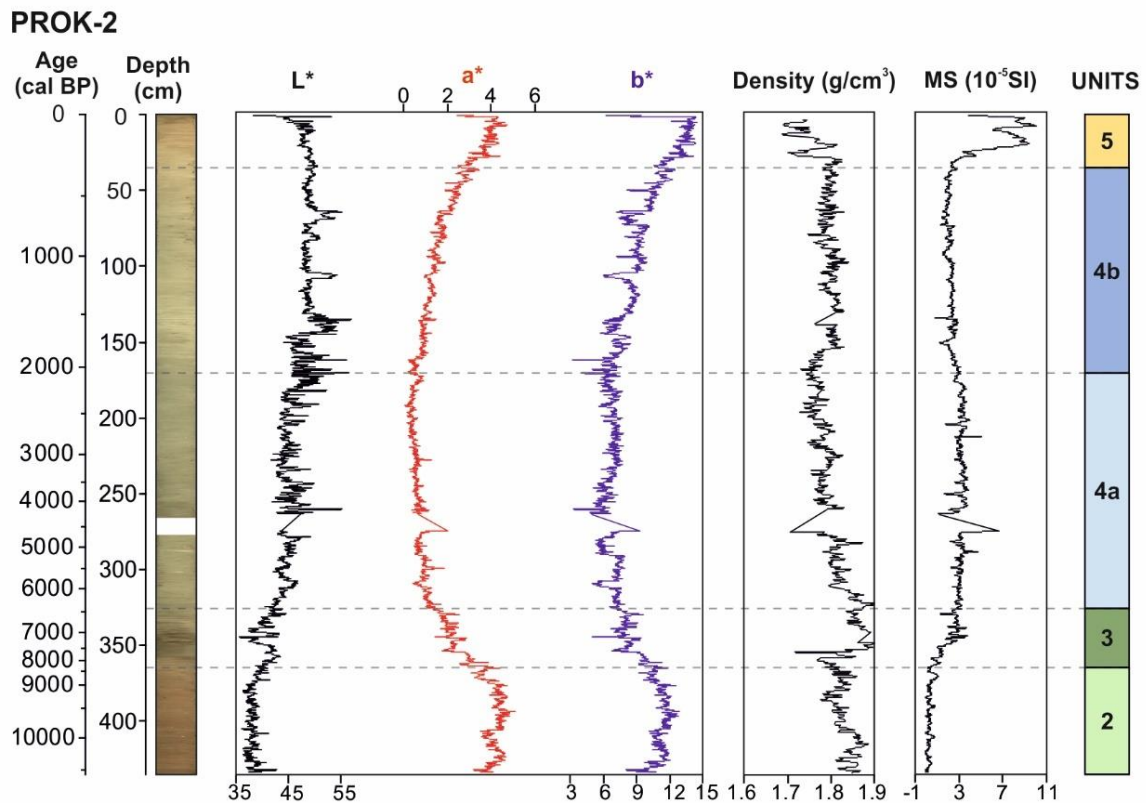 PROK-2
Age
(cal BP)
Depth
(cm)
L*
a*
b*
Density (g/cm³)
MS (10⁻⁵SI)
UNITS
0 2 4 6
0
1000
2000
3000
4000
5000
6000
7000
8000
9000
10000
0
50
100
150
200
250
300
350
400
5
4b
4a
3
2
35 45 55
3 6 9 12 15
1.6 1.7 1.8 1.9
-1 3 7 11